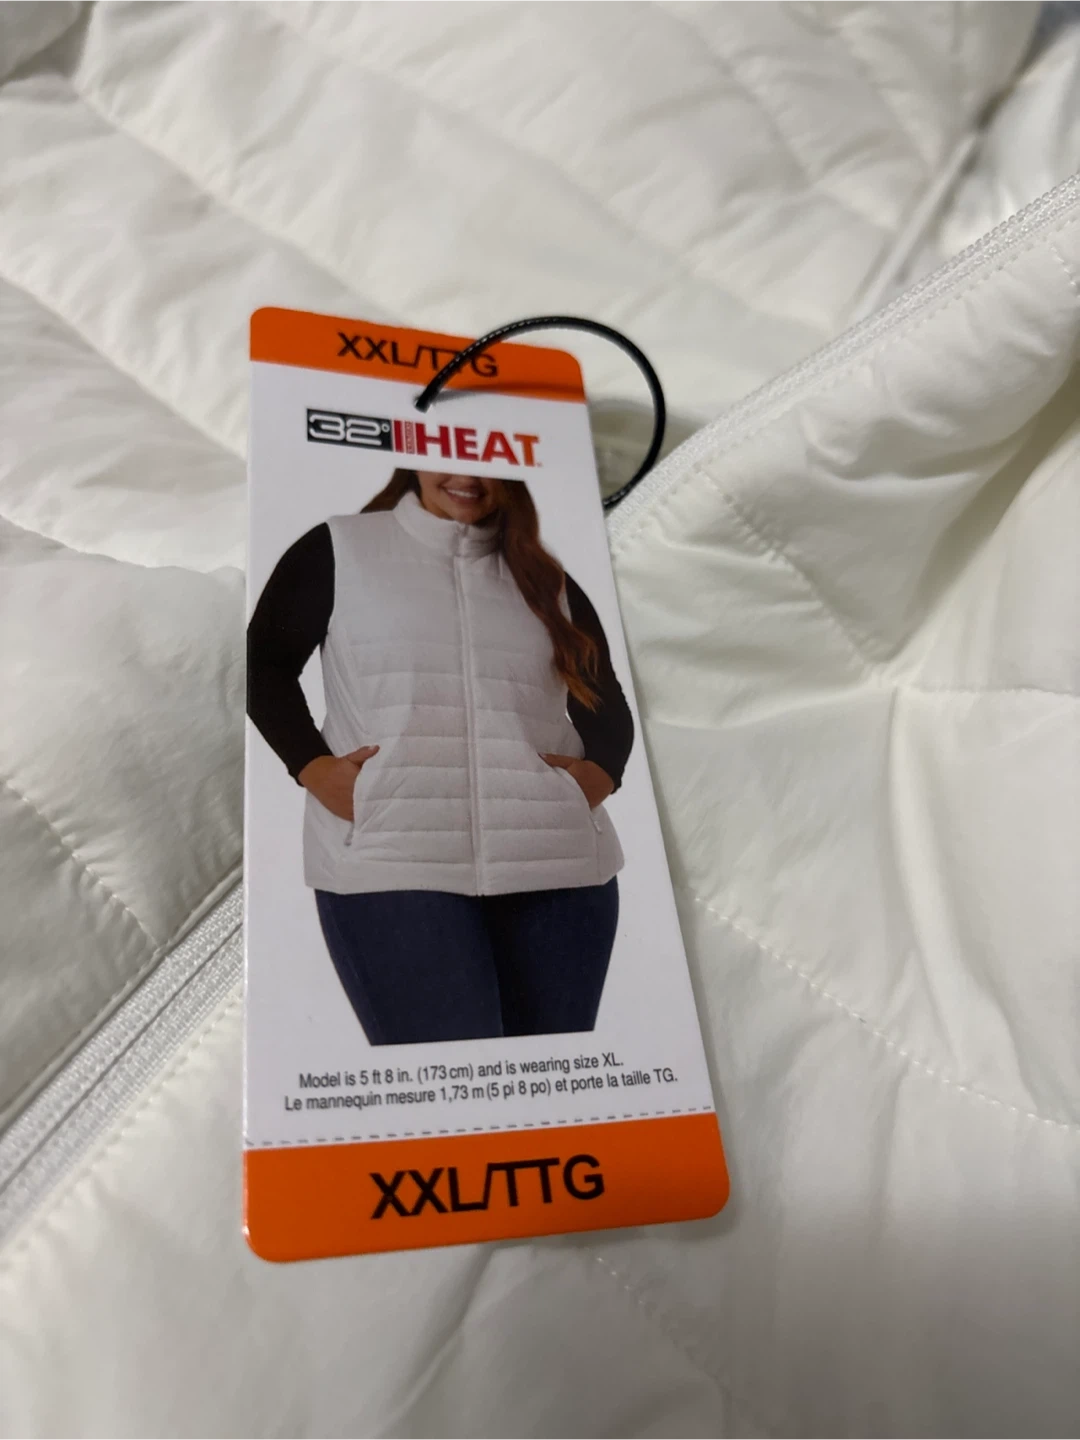 XXL/TTG
32° HEAT
Model is 5 ft 8 in. (173 cm) and is wearing size XL.
Le mannequin mesure 1,73 m (5 pi 8 po) et porte la taille TG.
XXL/TTG